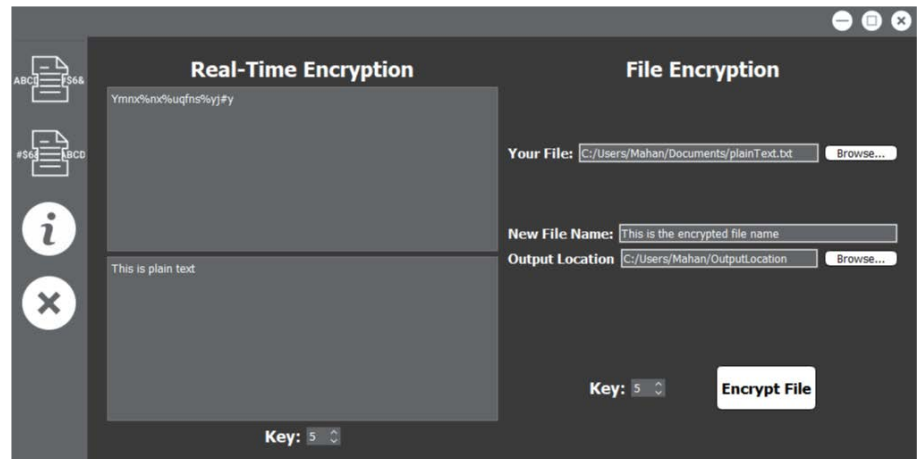 ABCD #$6&
#$6& ABCD
i
Real-Time Encryption
Ymnx%nx%uqfns%yj#y
This is plain text
Key: 5
File Encryption
Your File: C:/Users/Mahan/Documents/plainText.txt Browse...
New File Name: This is the encrypted file name
Output Location C:/Users/Mahan/OutputLocation Browse...
Key: 5 Encrypt File